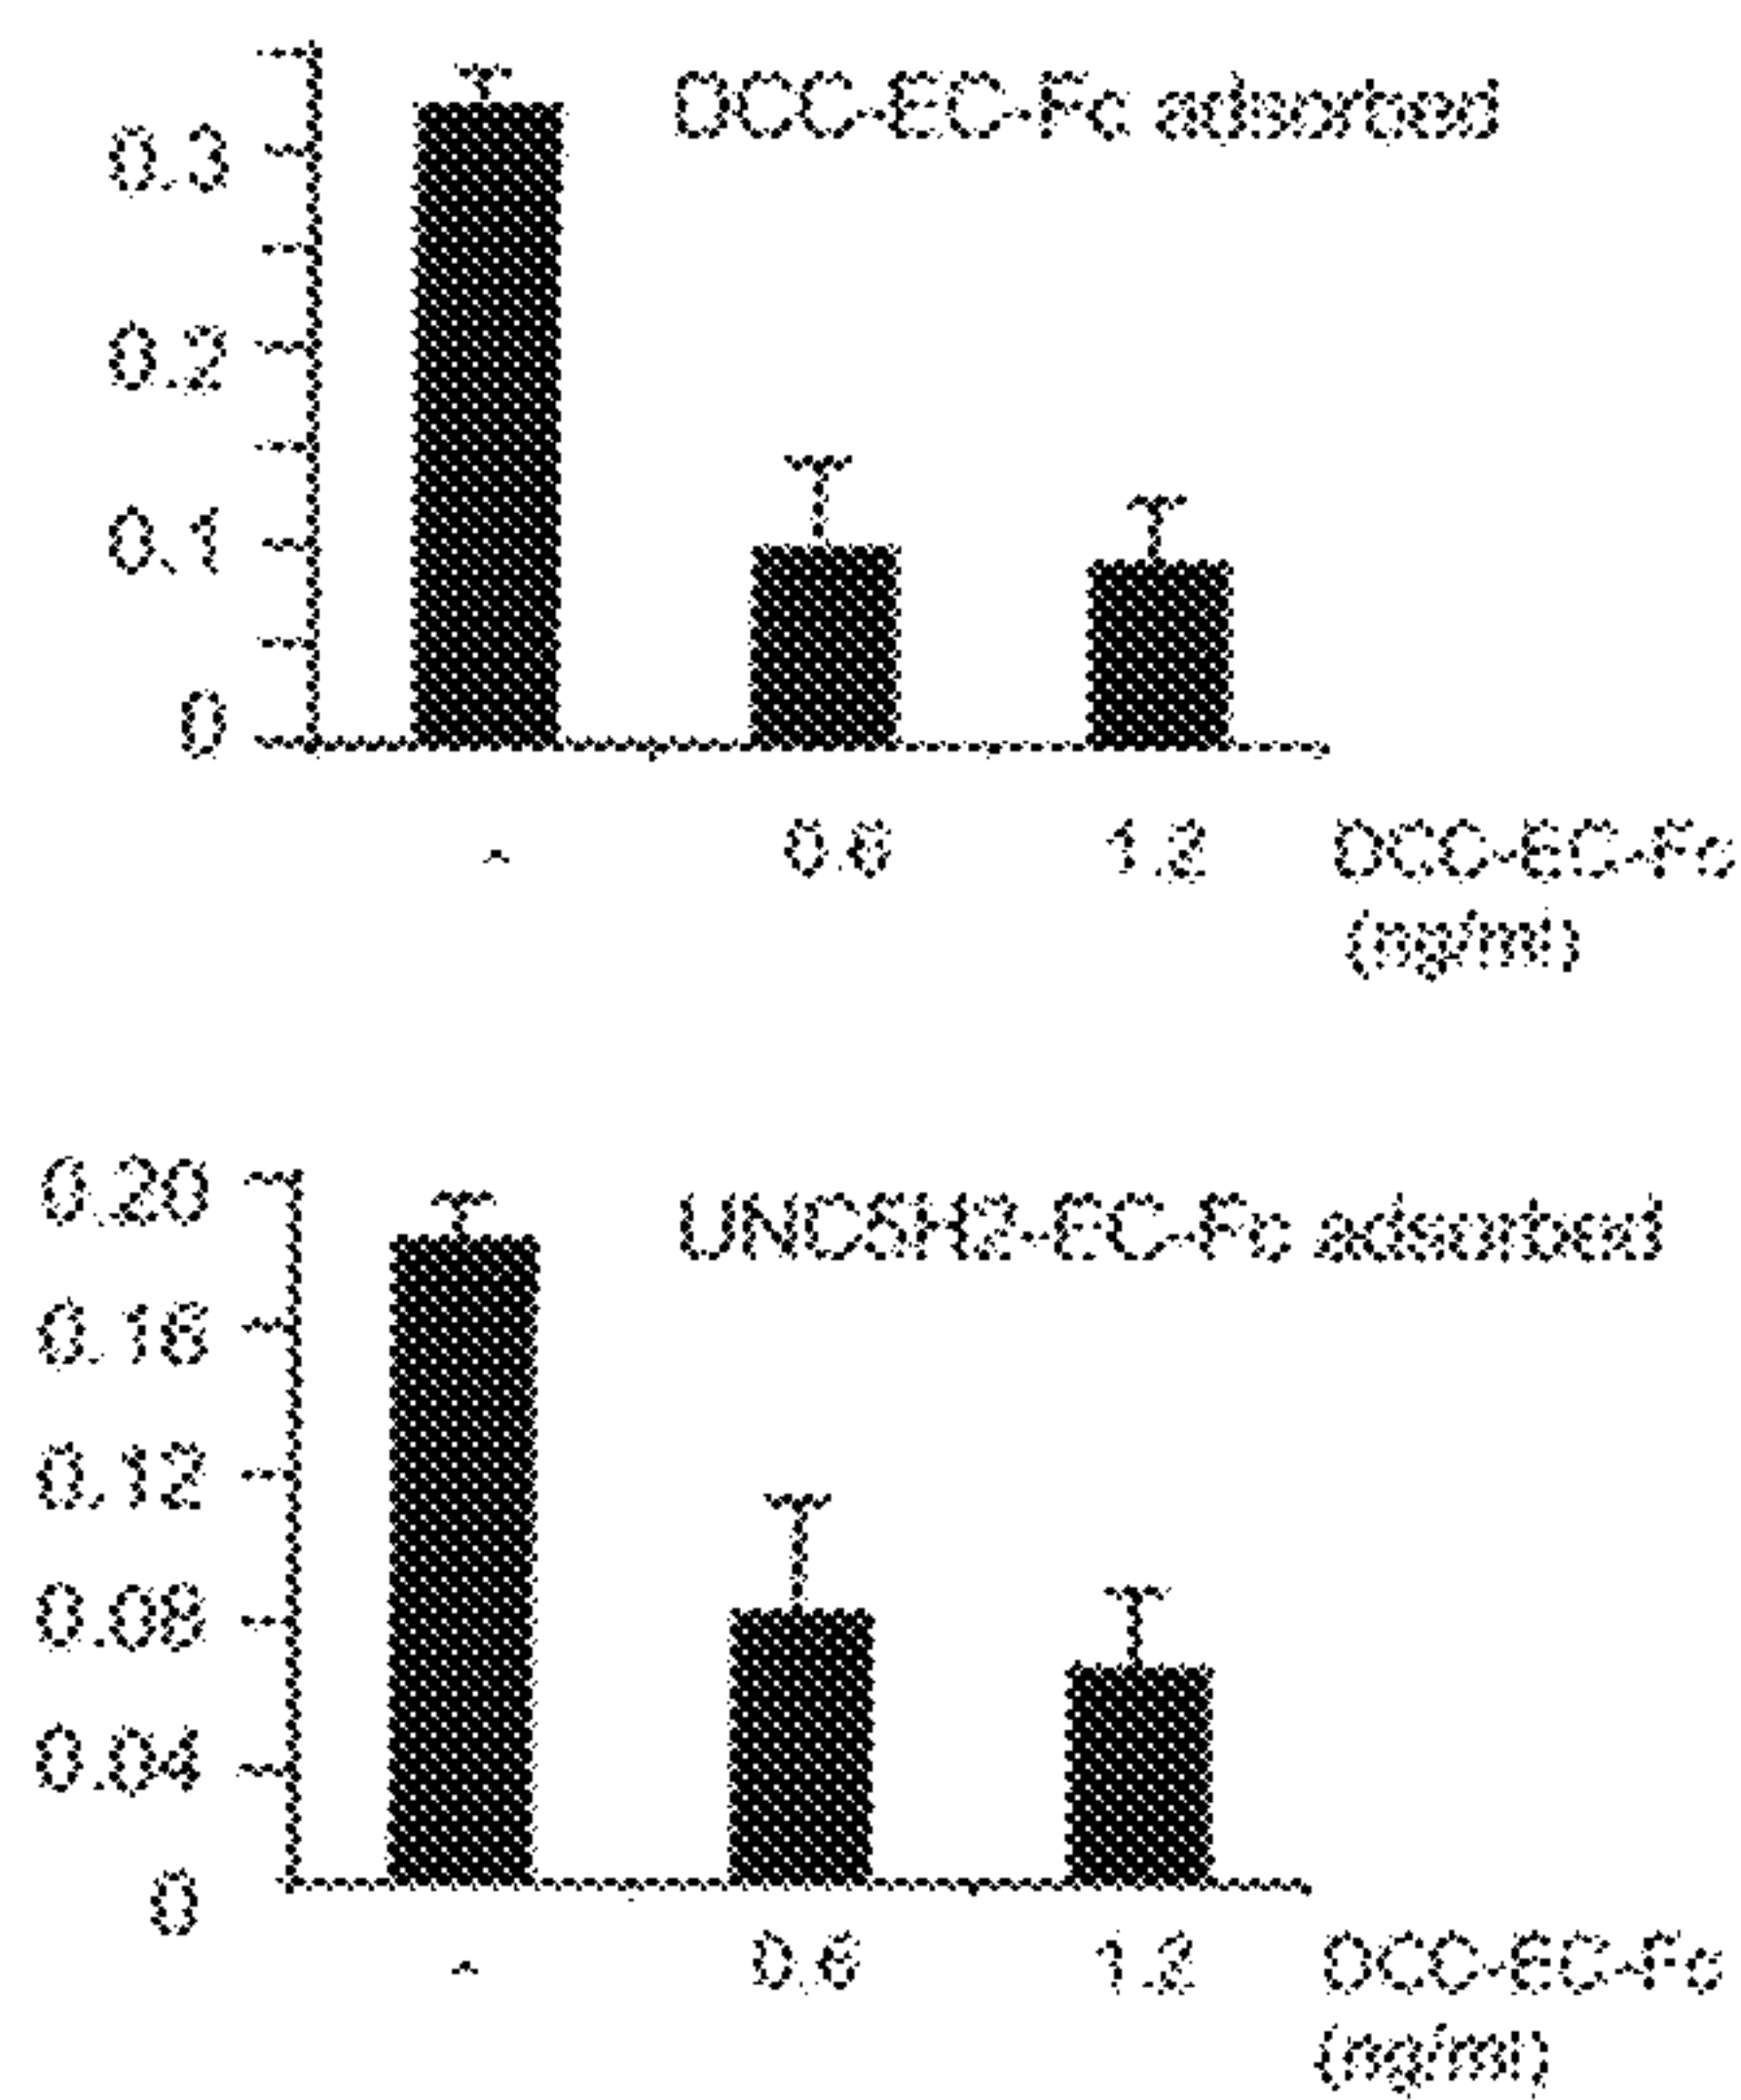 DCC-EC-Fc adsorbed
0.3
0.2
0.1
0
- 0.6 1.2 DCC-EC-Fc
(ng/ml)
0.20
UNC5H2-EC-Fc adsorbed
0.16
0.12
0.08
0.04
0
- 0.6 1.2 DCC-EC-Fc
(ng/ml)